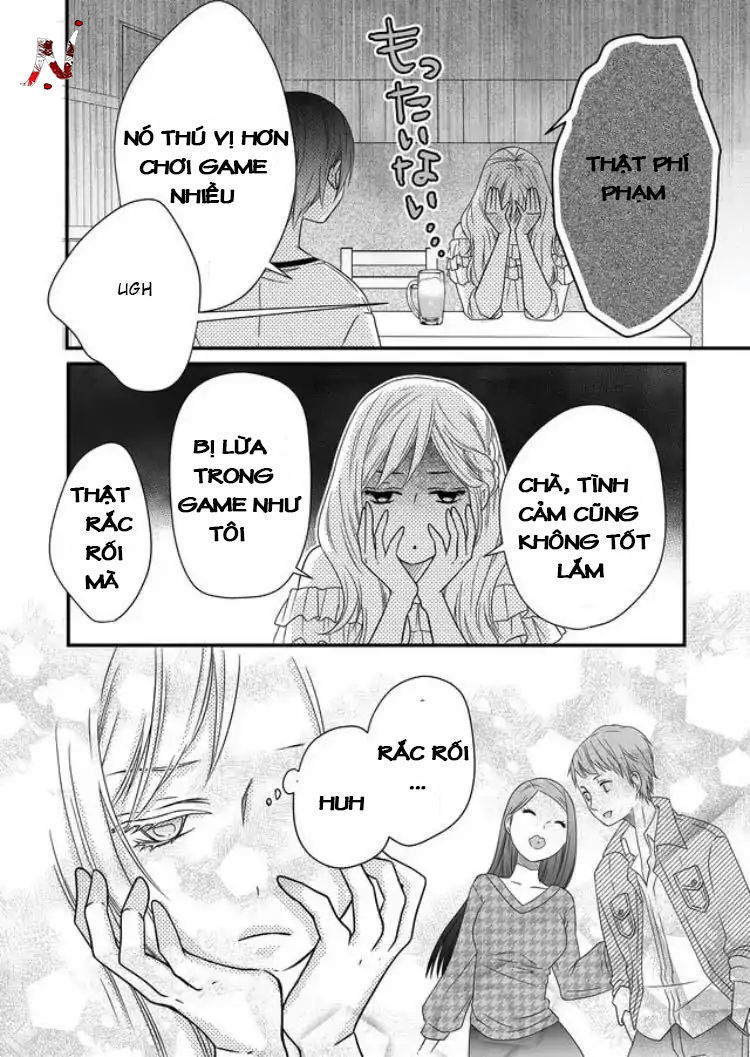 THẬT PHÍ
PHẠM
もったいない…
NÓ THÚ VỊ HƠN
CHƠI GAME
NHIỀU
UGH
CHÀ, TÌNH
CẢM CŨNG
KHÔNG TỐT
LẮM
BỊ LỪA
TRONG
GAME NHƯ
TÔI
THẬT
RẮC
RỐI
MÀ
RẮC RỐI
...
HUH